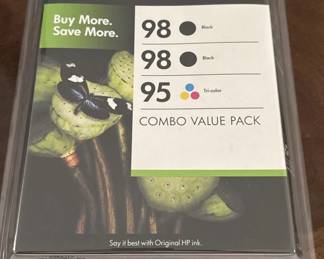 Buy More.
Save More.
98 Black
98 Black
95 Tri-color
COMBO VALUE PACK
Say it best with Original HP ink.